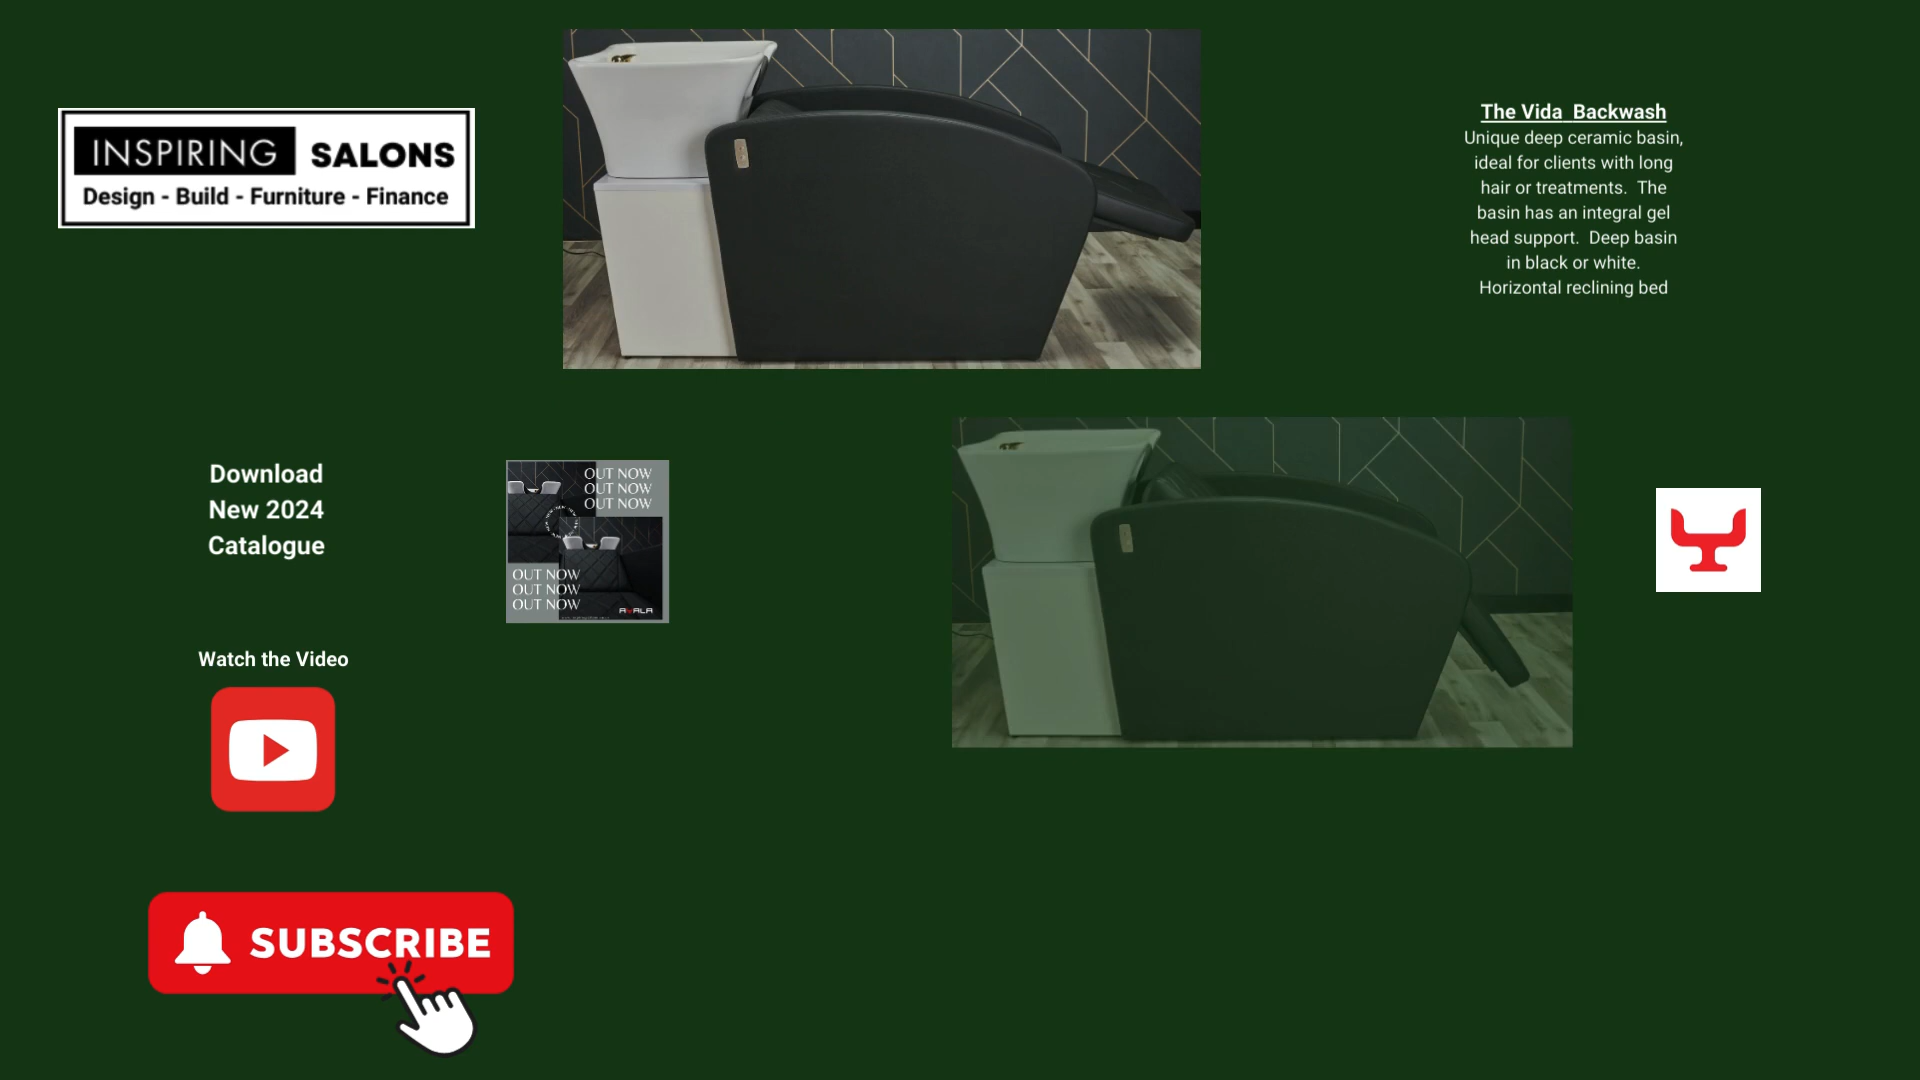 INSPIRING SALONS
Design - Build - Furniture - Finance
The Vida  Backwash
Unique deep ceramic basin,
ideal for clients with long
hair or treatments.  The
basin has an integral gel
head support.  Deep basin
in black or white.
Horizontal reclining bed
Download
New 2024
Catalogue
OUT NOW
OUT NOW
OUT NOW
OUT NOW
OUT NOW
OUT NOW
AYALA
Watch the Video
SUBSCRIBE